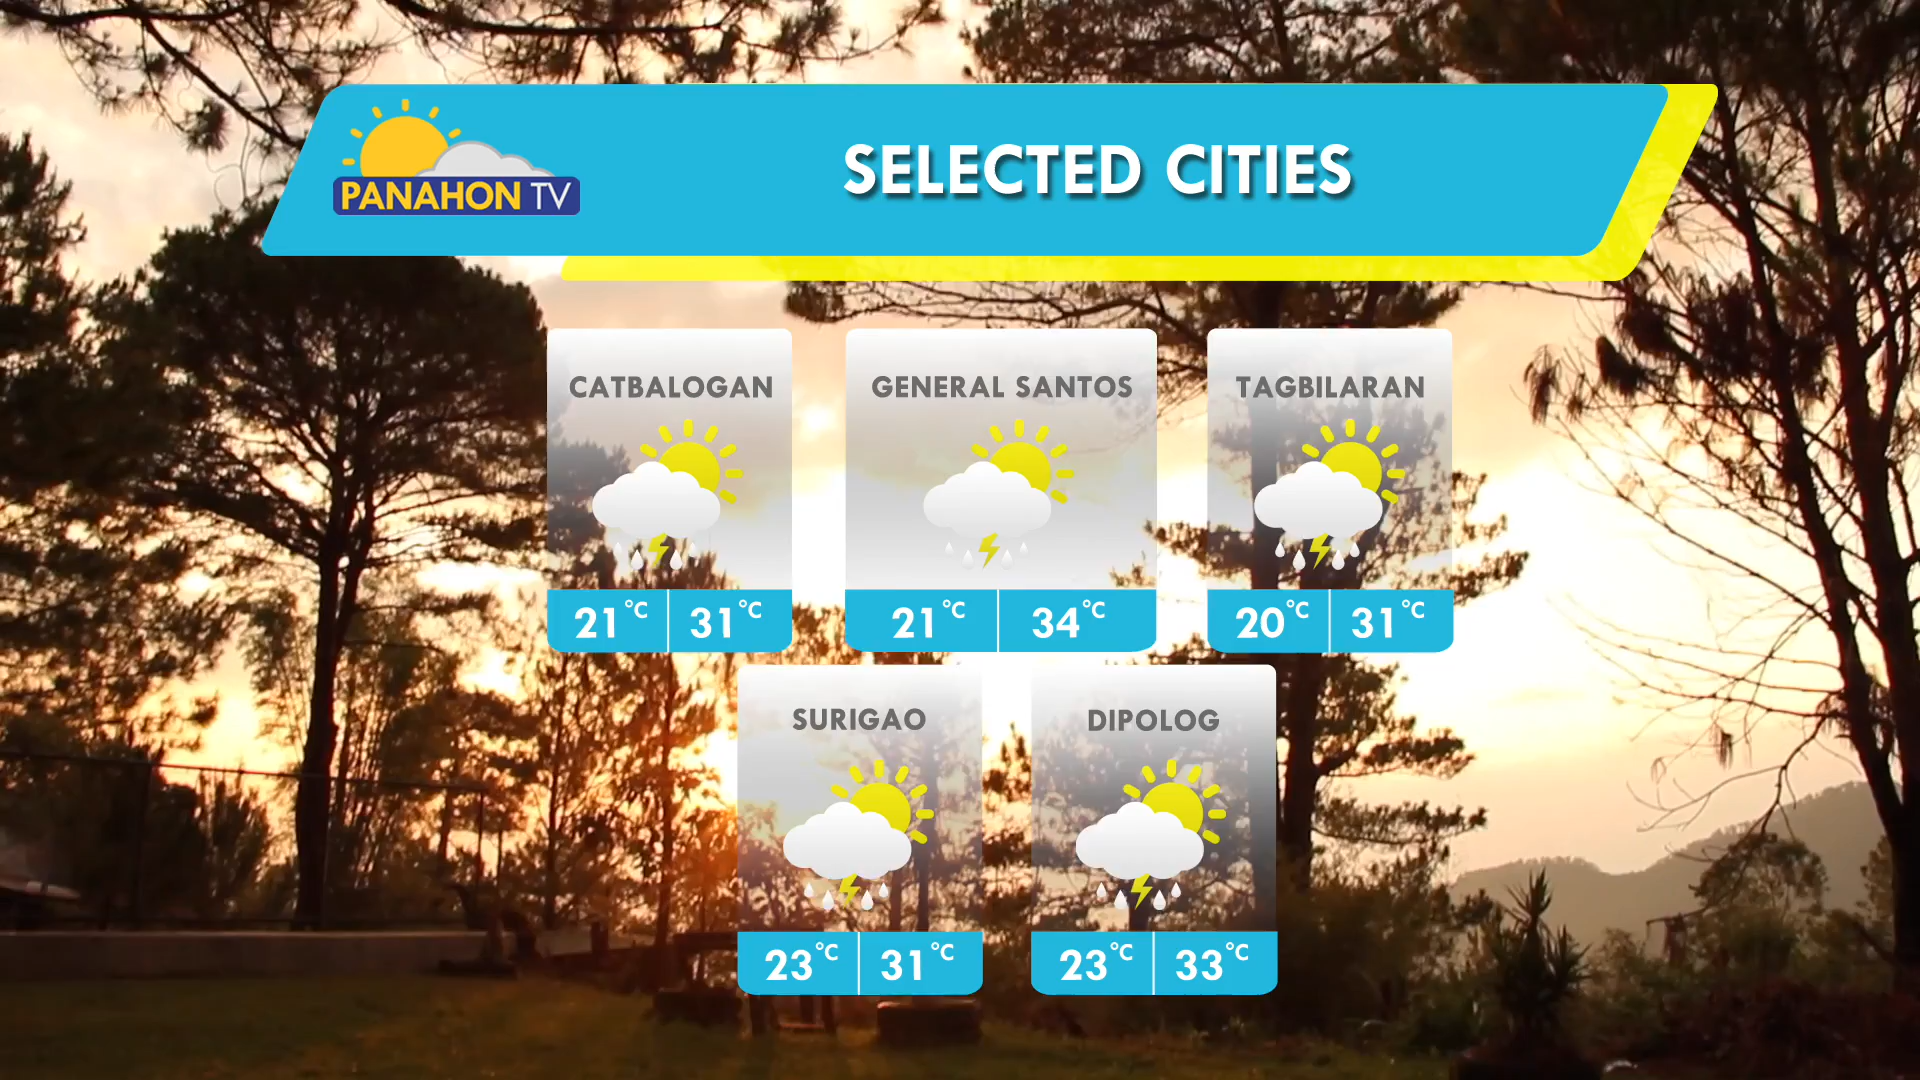 PANAHON TV
SELECTED CITIES
CATBALOGAN
21°C 31°C
GENERAL SANTOS
21°C 34°C
TAGBILARAN
20°C 31°C
SURIGAO
23°C 31°C
DIPOLOG
23°C 33°C